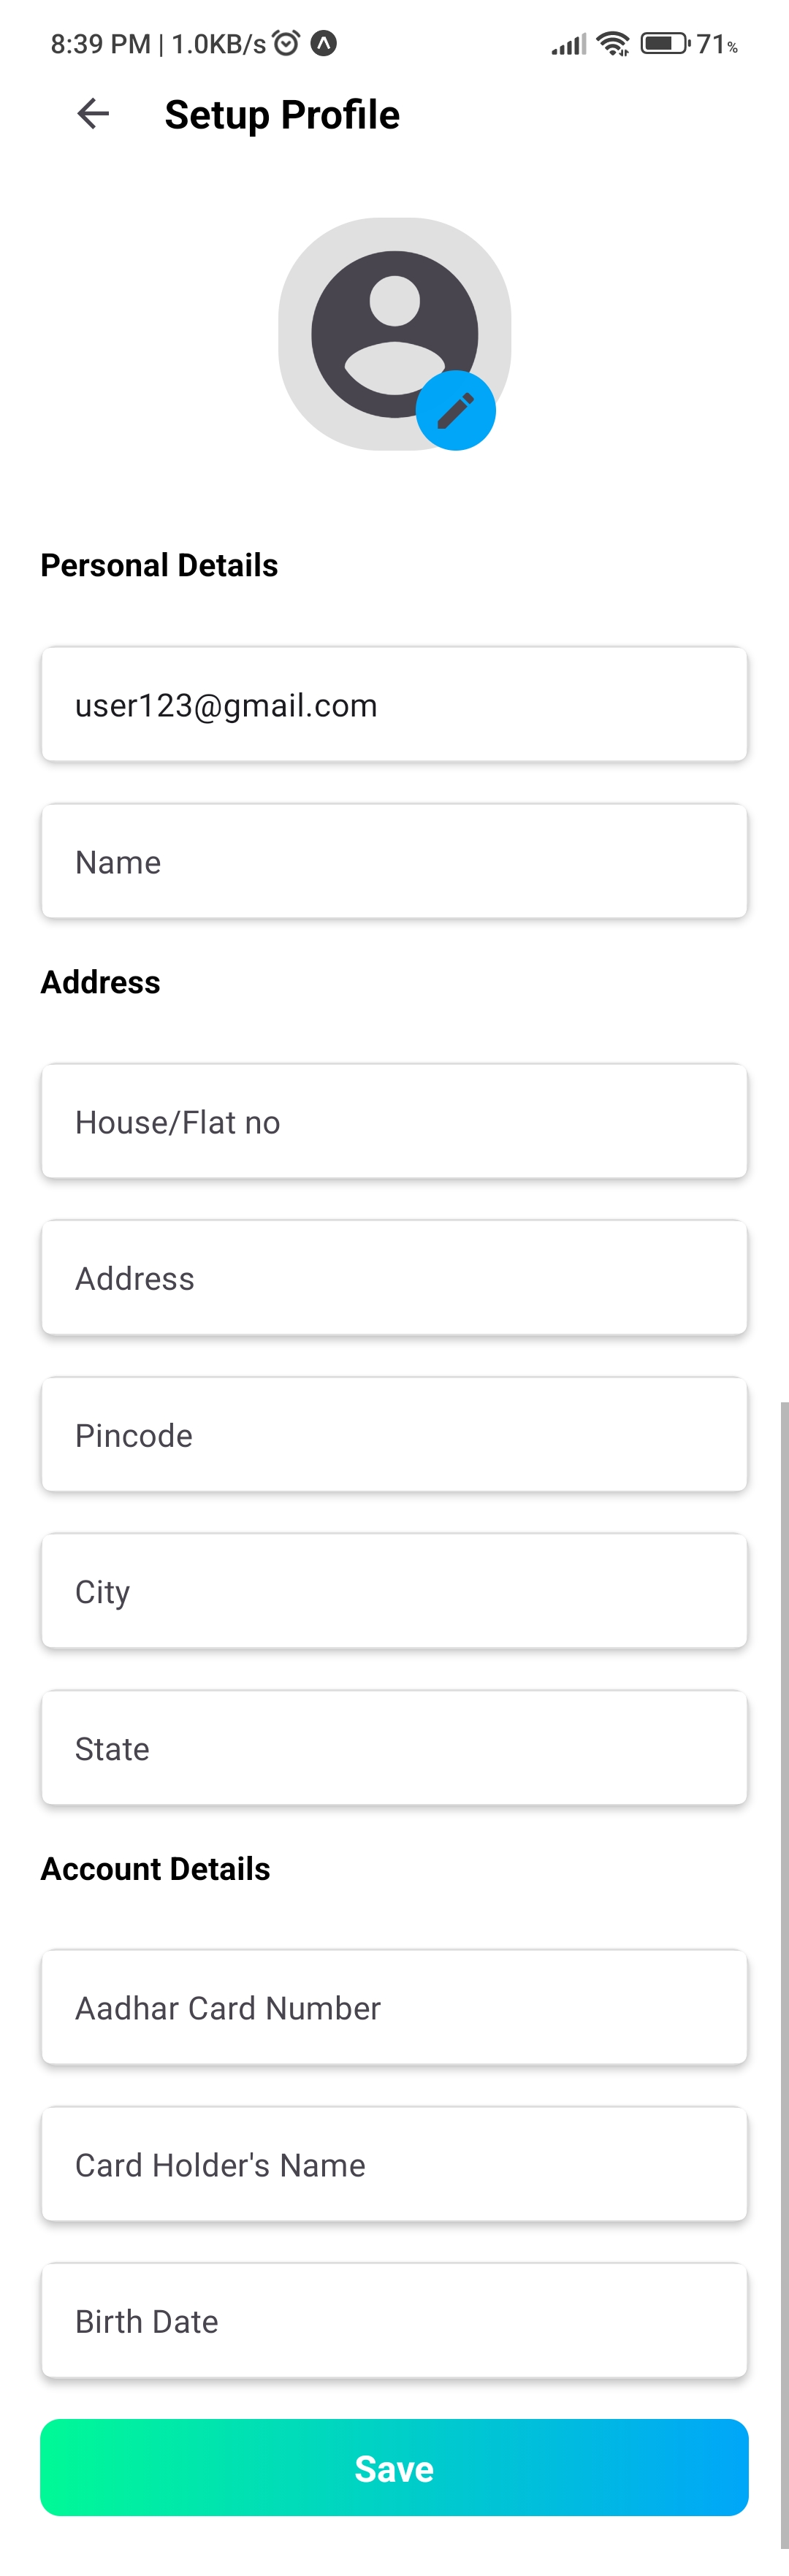 8:39 PM | 1.0KB/s 71%
Setup Profile
Personal Details
user123@gmail.com
Name
Address
House/Flat no
Address
Pincode
City
State
Account Details
Aadhar Card Number
Card Holder's Name
Birth Date
Save